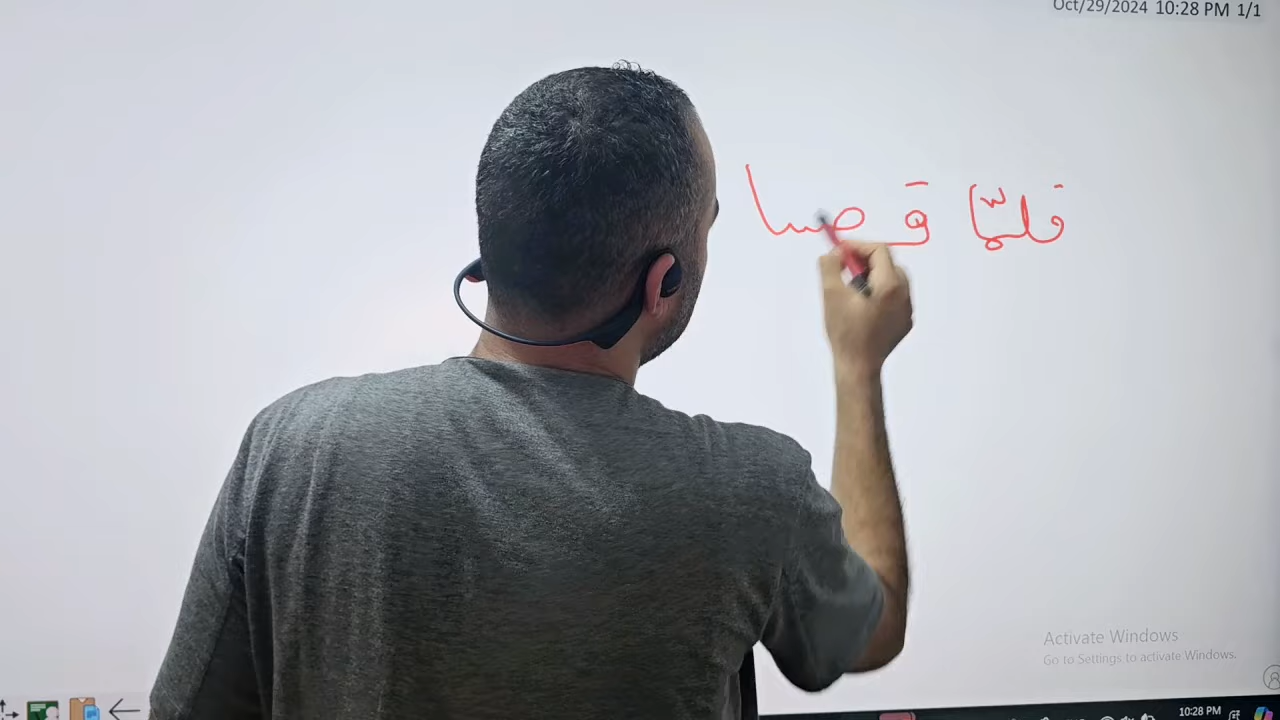 Oct/29/2024 10:28 PM 1/1
فلمّا
Activate Windows
Go to Settings to activate Windows.
10:28 PM